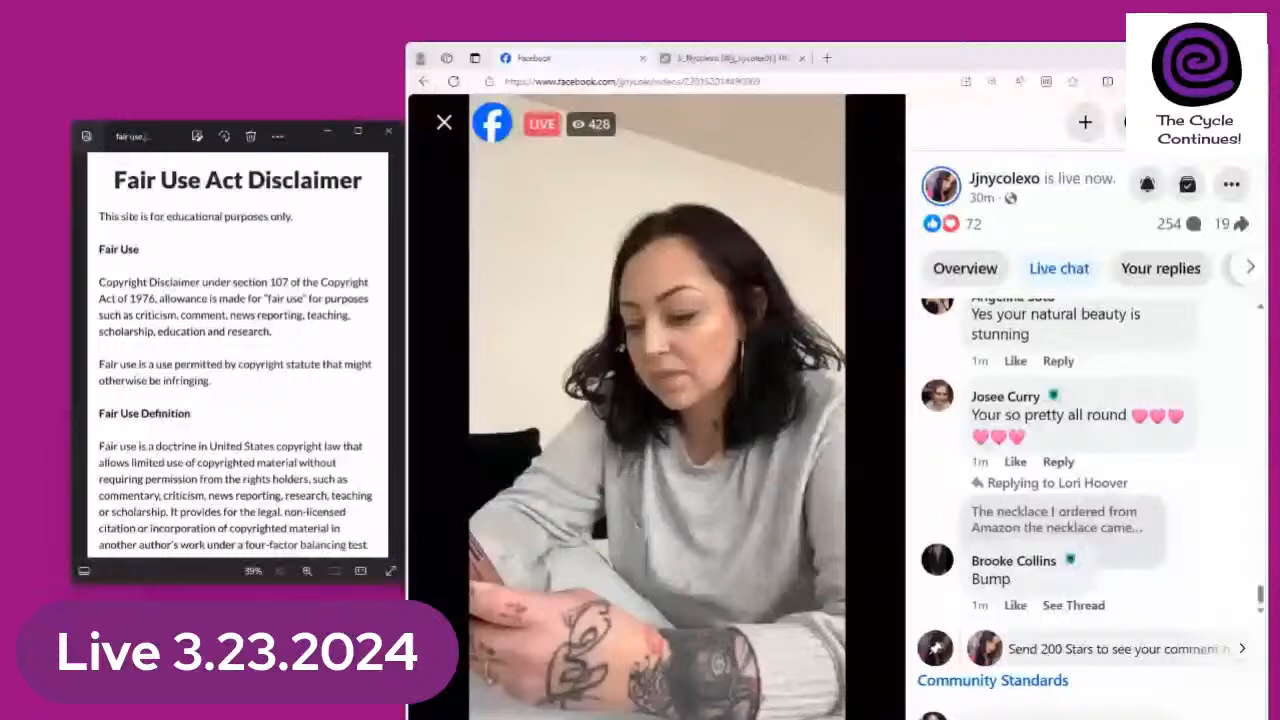 fair use,...
Fair Use Act Disclaimer
This site is for educational purposes only.
Fair Use
Copyright Disclaimer under section 107 of the Copyright
Act of 1976, allowance is made for "fair use" for purposes
such as criticism, comment, news reporting, teaching,
scholarship, education and research.
Fair use is a use permitted by copyright statute that might
otherwise be infringing.
Fair Use Definition
Fair use is a doctrine in United States copyright law that
allows limited use of copyrighted material without
requiring permission from the rights holders, such as
commentary, criticism, news reporting, research, teaching
or scholarship. It provides for the legal, non-licensed
citation or incorporation of copyrighted material in
another author's work under a four-factor balancing test.
39%
Live 3.23.2024
Facebook
LIVE
428
The Cycle
Continues!
Jjnycolexo is live now.
30m
72
254
19
Overview
Live chat
Your replies
Yes your natural beauty is
stunning
1m Like Reply
Josee Curry
Your so pretty all round
1m Like Reply
Replying to Lori Hoover
The necklace I ordered from
Amazon the necklace came...
Brooke Collins
Bump
1m Like See Thread
Send 200 Stars to see your comment
Community Standards